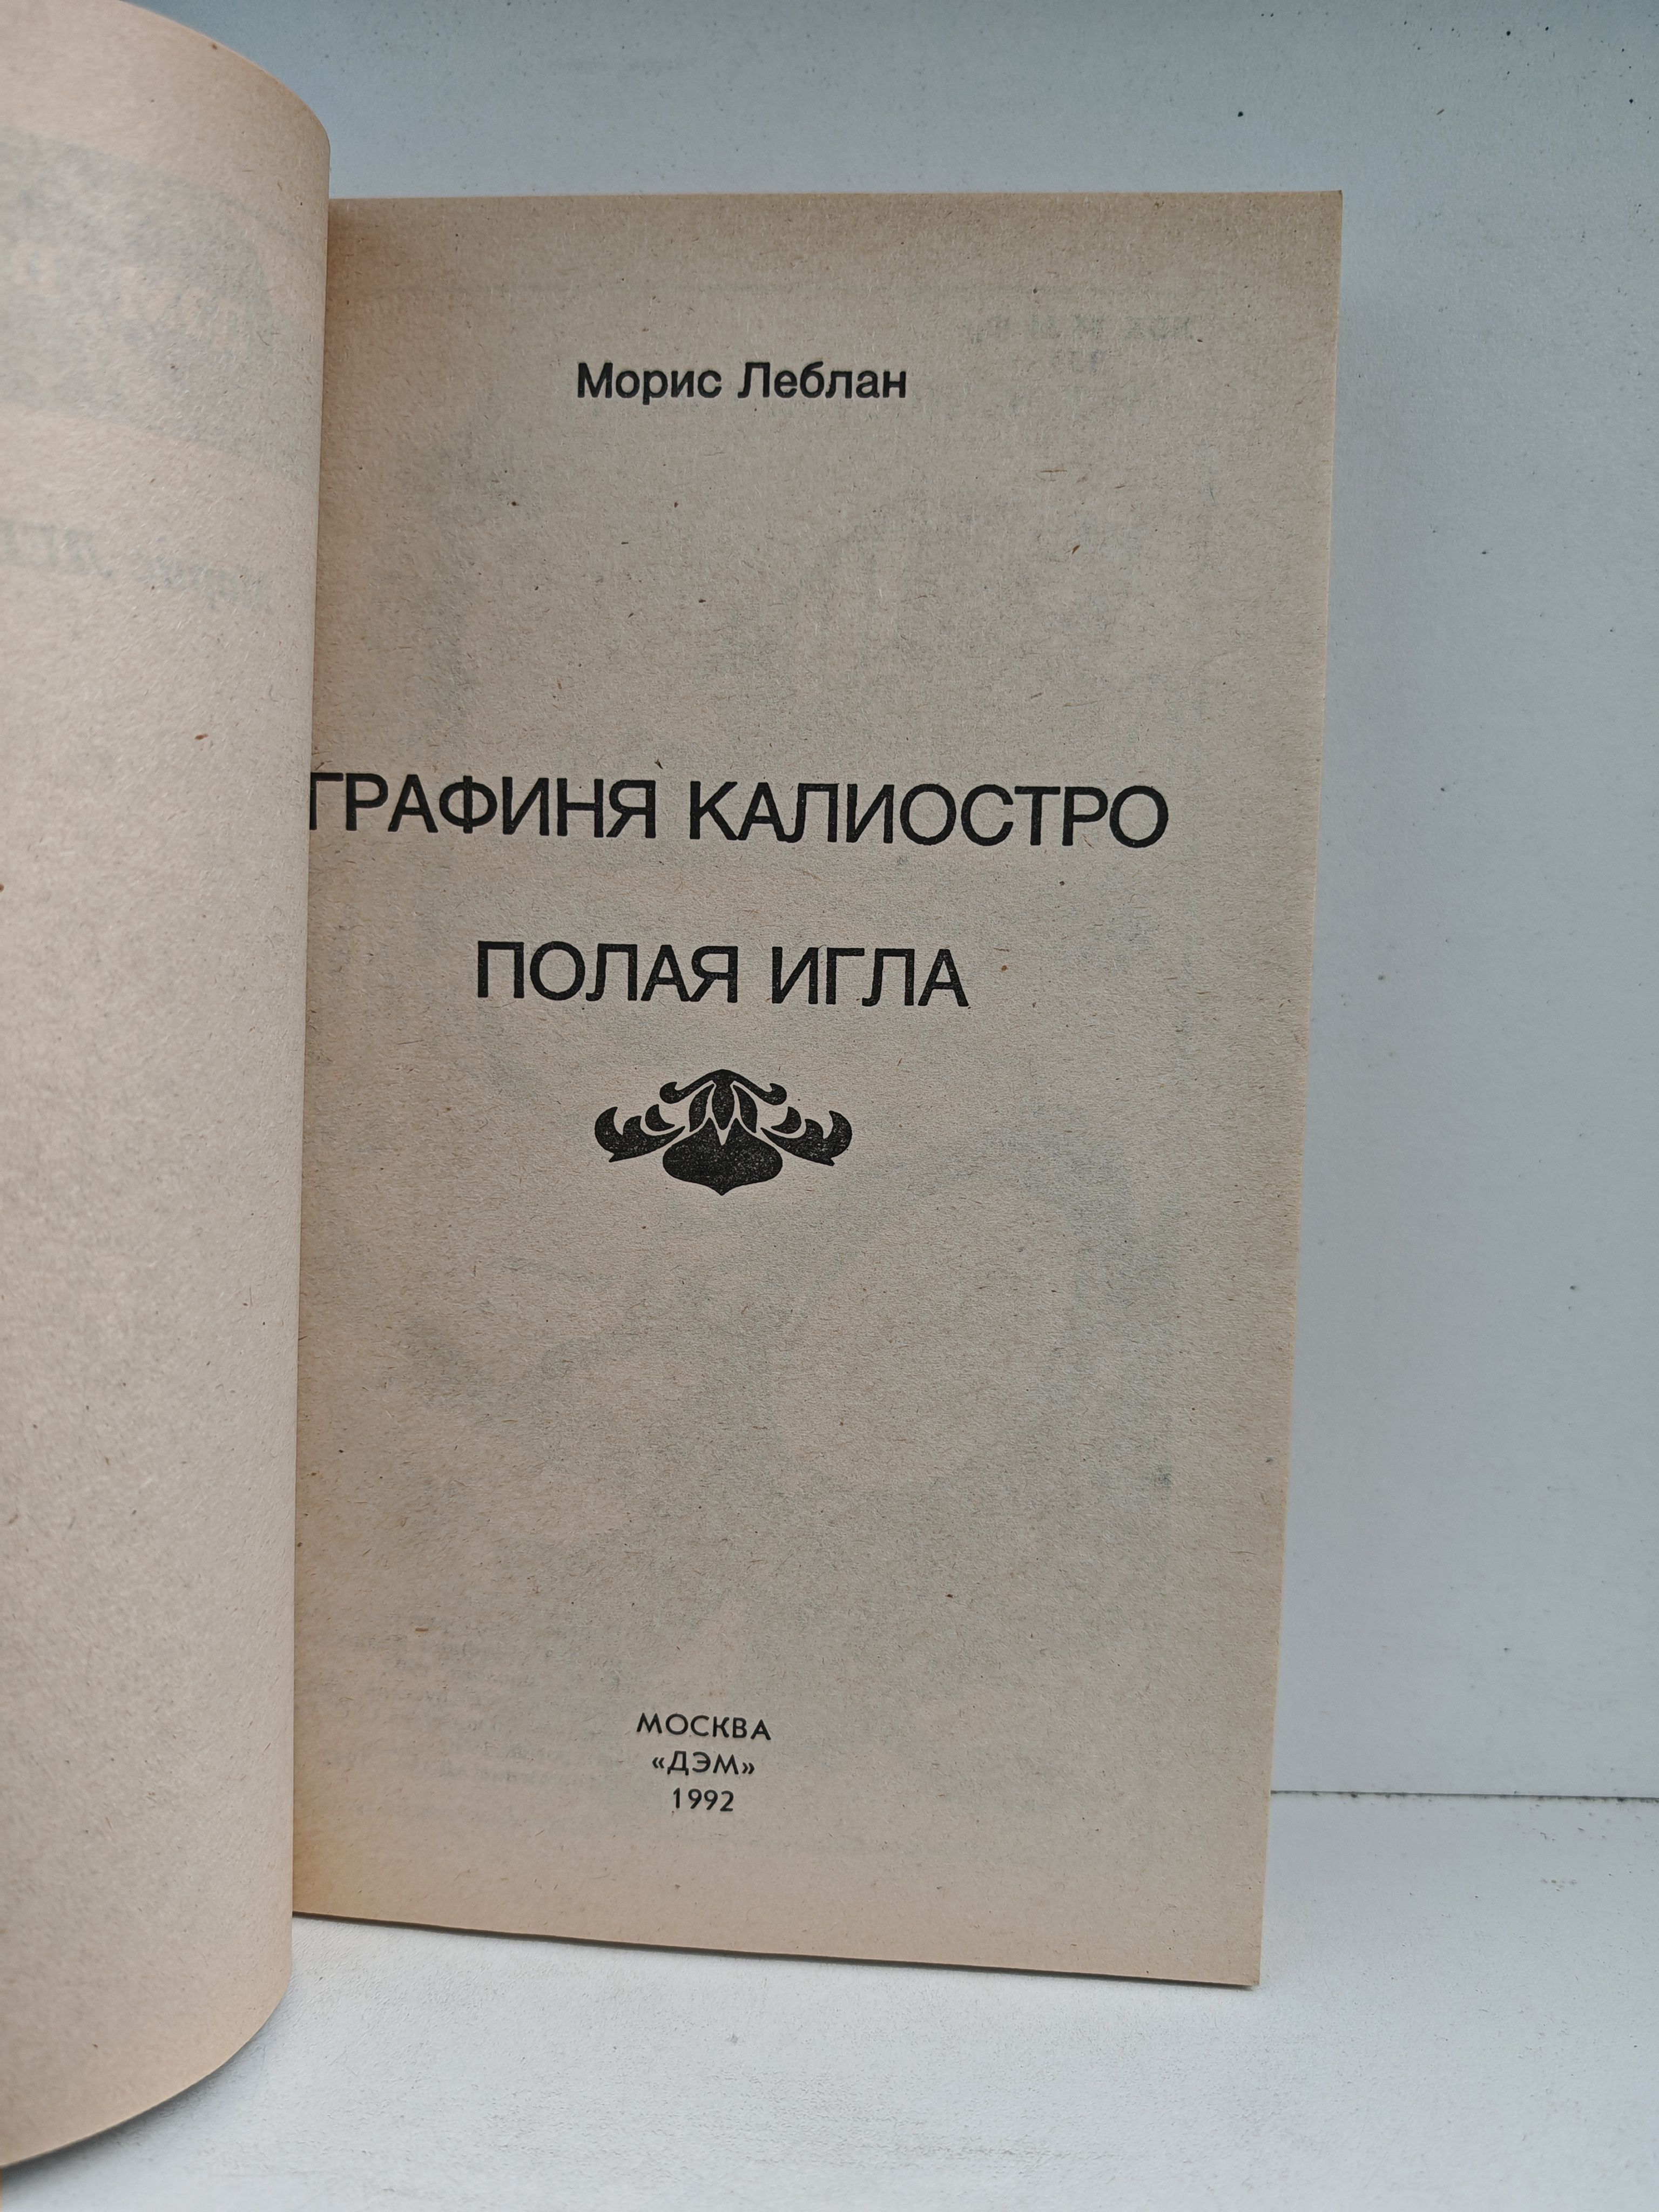 Морис Леблан
ГРАФИНЯ КАЛИОСТРО
ПОЛАЯ ИГЛА
МОСКВА
«ДЭМ»
1992